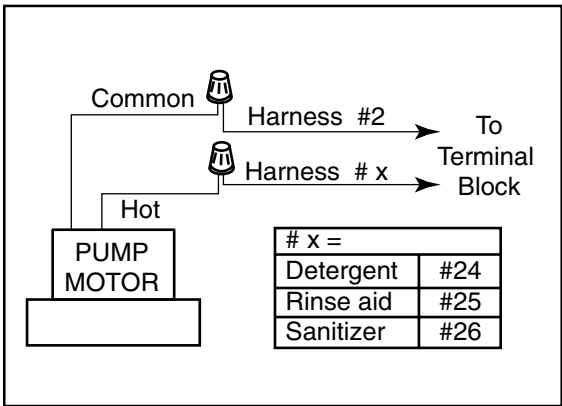 Common
Harness #2
To
Terminal
Block
Harness # x
Hot
PUMP
MOTOR
# x =
Detergent #24
Rinse aid #25
Sanitizer #26